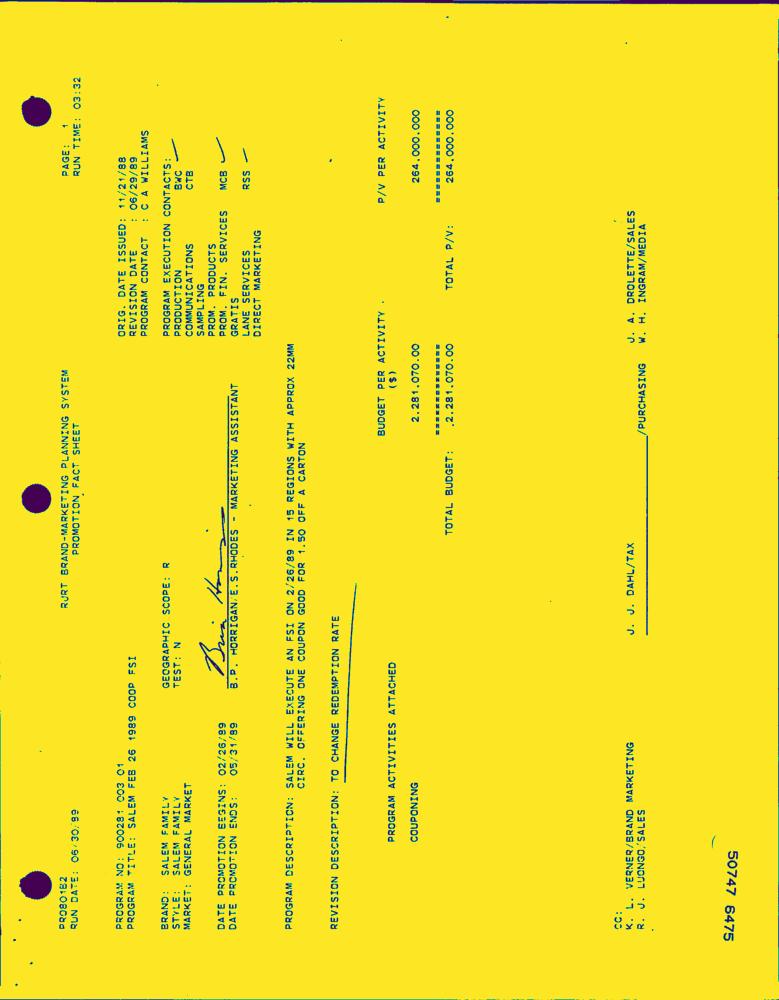 PROB01B2 RJRT BRAND-MARKETING PLANNING SYSTEM PAGE: 1
RUN DATE: 06/30/89 PROMOTION FACT SHEET RUN TIME: 03:32
PROGRAM NO: 900281 003 01 ORIG. DATE ISSUED: 11/21/88
PROGRAM TITLE: SALEM FEB 26 1989 COOP FSI REVISION DATE : 06/29/89
PROGRAM CONTACT : C A WILLIAMS
BRAND: SALEM FAMILY GEOGRAPHIC SCOPE: R PROGRAM EXECUTION CONTACTS:
STYLE: SALEM FAMILY TEST: N PRODUCTION BWC
MARKET: GENERAL MARKET COMMUNICATIONS CTB
SAMPLING
PROM. PRODUCTS
DATE PROMOTION BEGINS: 02/26/89 PROM. FIN. SERVICES MCB
DATE PROMOTION ENDS: 05/31/89 B.P. HORRIGAN/E.S.RHODES - MARKETING ASSISTANT GRATIS
LANE SERVICES RSS
DIRECT MARKETING
PROGRAM DESCRIPTION: SALEM WILL EXECUTE AN FSI ON 2/26/89 IN 15 REGIONS WITH APPROX 22MM
CIRC. OFFERING ONE COUPON GOOD FOR 1.50 OFF A CARTON
REVISION DESCRIPTION: TO CHANGE REDEMPTION RATE
BUDGET PER ACTIVITY . P/V PER ACTIVITY
PROGRAM ACTIVITIES ATTACHED ($)
COUPONING 2,281,070.00 264,000,000
============== ==============
TOTAL BUDGET: 2,281,070.00 TOTAL P/V: 264,000,000
CC:
K. L. VERNER/BRAND MARKETING J. J. DAHL/TAX /PURCHASING J. A. DROLETTE/SALES
R. J. LUONGO/SALES W. H. INGRAM/MEDIA
50747 6475